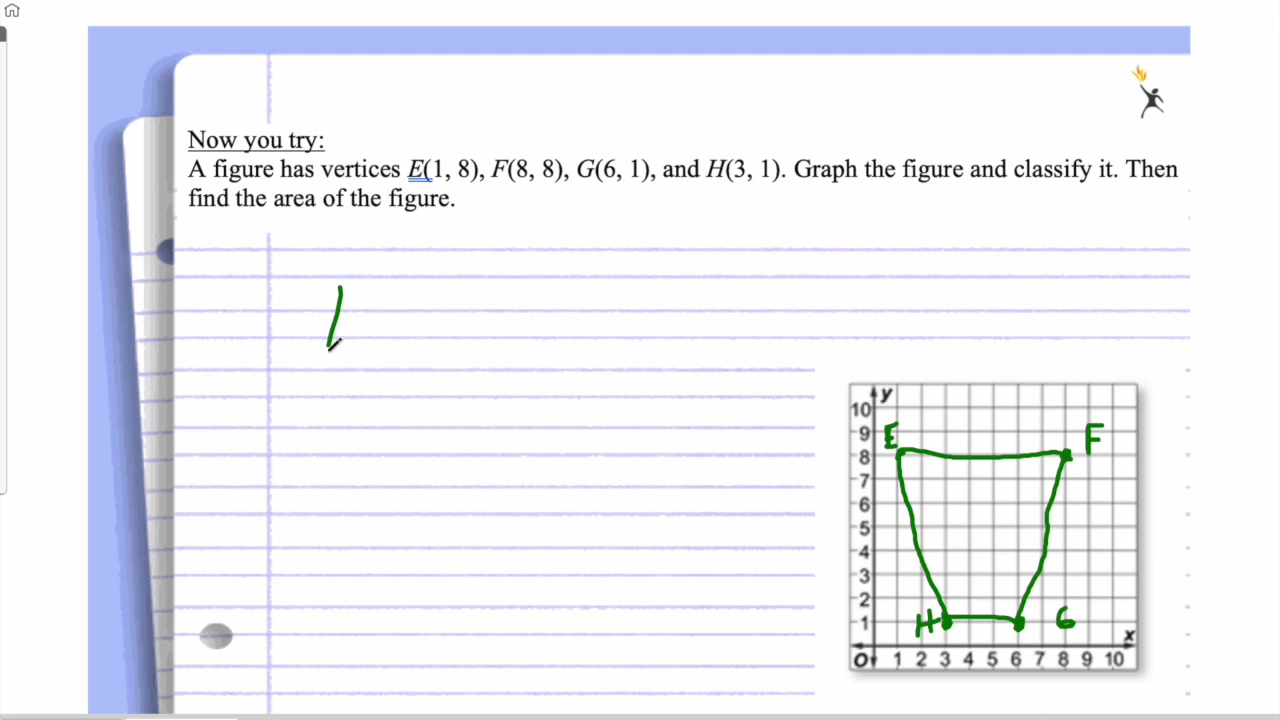 Now you try:
A figure has vertices E(1, 8), F(8, 8), G(6, 1), and H(3, 1). Graph the figure and classify it. Then
find the area of the figure.
y
10
9
8
7
6
5
4
3
2
1
E
F
H
G
x
O 1 2 3 4 5 6 7 8 9 10